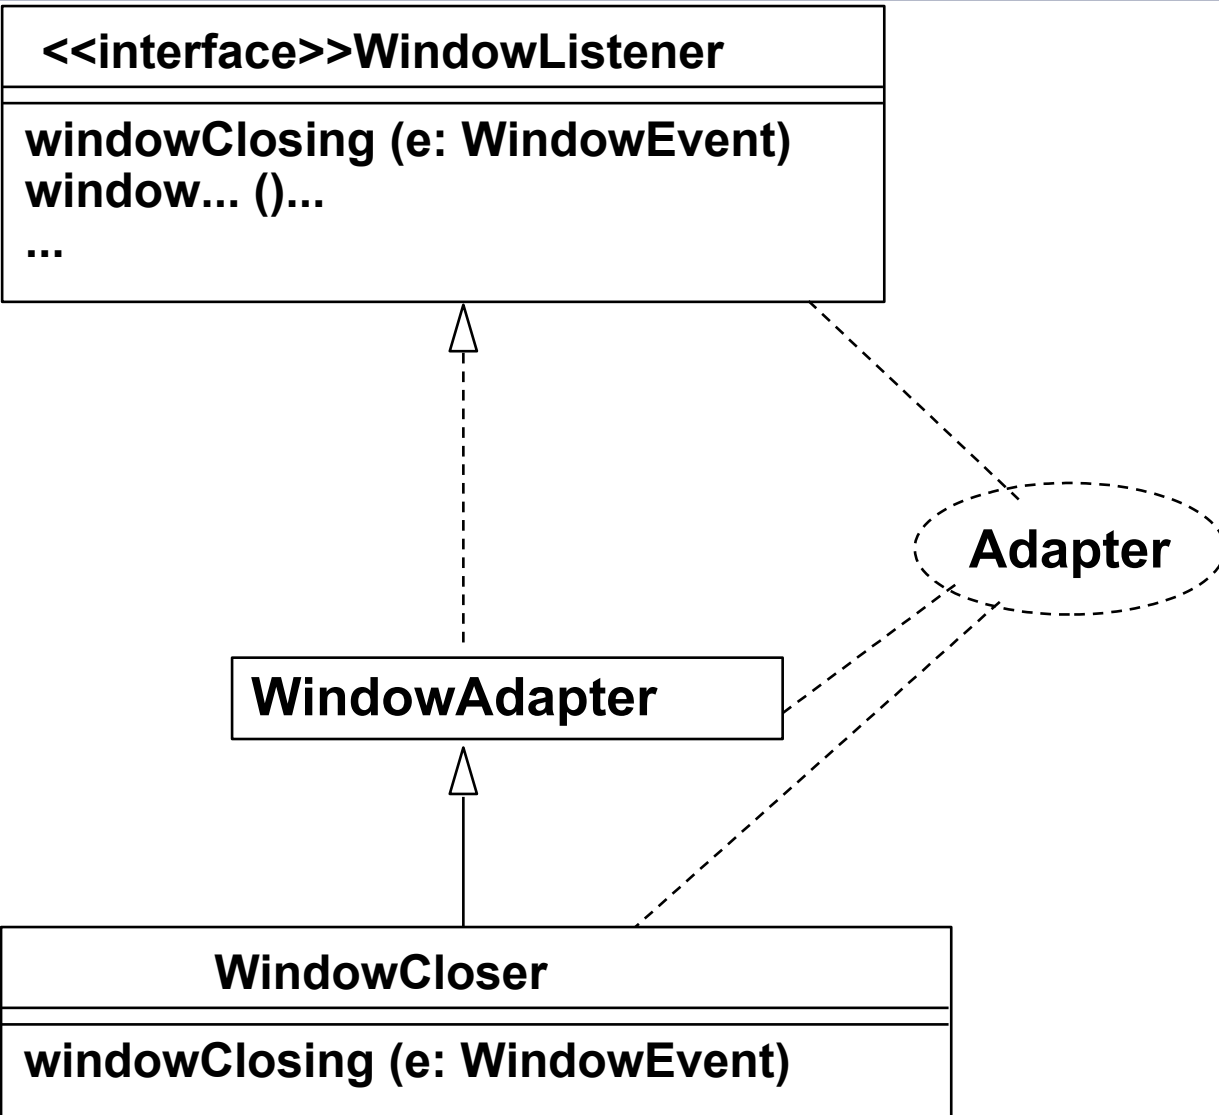 <<interface>>WindowListener
windowClosing (e: WindowEvent)
window... ()...
...
Adapter
WindowAdapter
WindowCloser
windowClosing (e: WindowEvent)